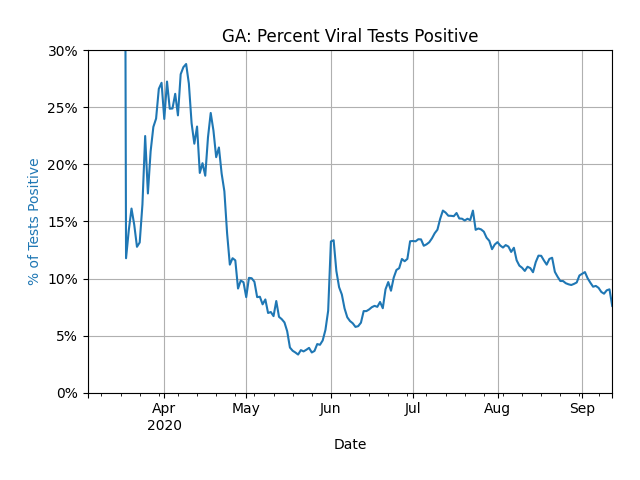 GA: Percent Viral Tests Positive
30%
25%
20%
15%
10%
5%
0%
% of Tests Positive
Apr
2020
May
Jun
Jul
Aug
Sep
Date